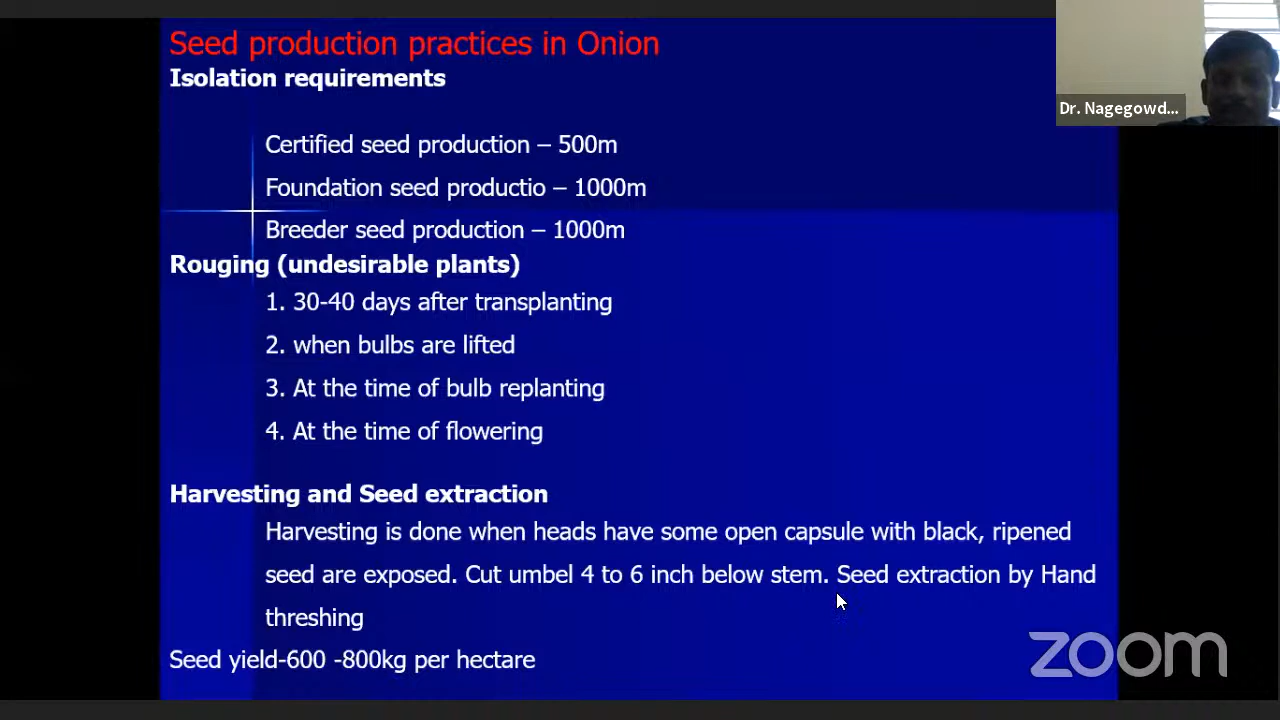 Seed production practices in Onion
Isolation requirements
Certified seed production – 500m
Foundation seed productio – 1000m
Breeder seed production – 1000m
Rouging (undesirable plants)
1. 30-40 days after transplanting
2. when bulbs are lifted
3. At the time of bulb replanting
4. At the time of flowering
Harvesting and Seed extraction
Harvesting is done when heads have some open capsule with black, ripened
seed are exposed. Cut umbel 4 to 6 inch below stem. Seed extraction by Hand
threshing
Seed yield-600 -800kg per hectare
Dr. Nagegowd...
zoom